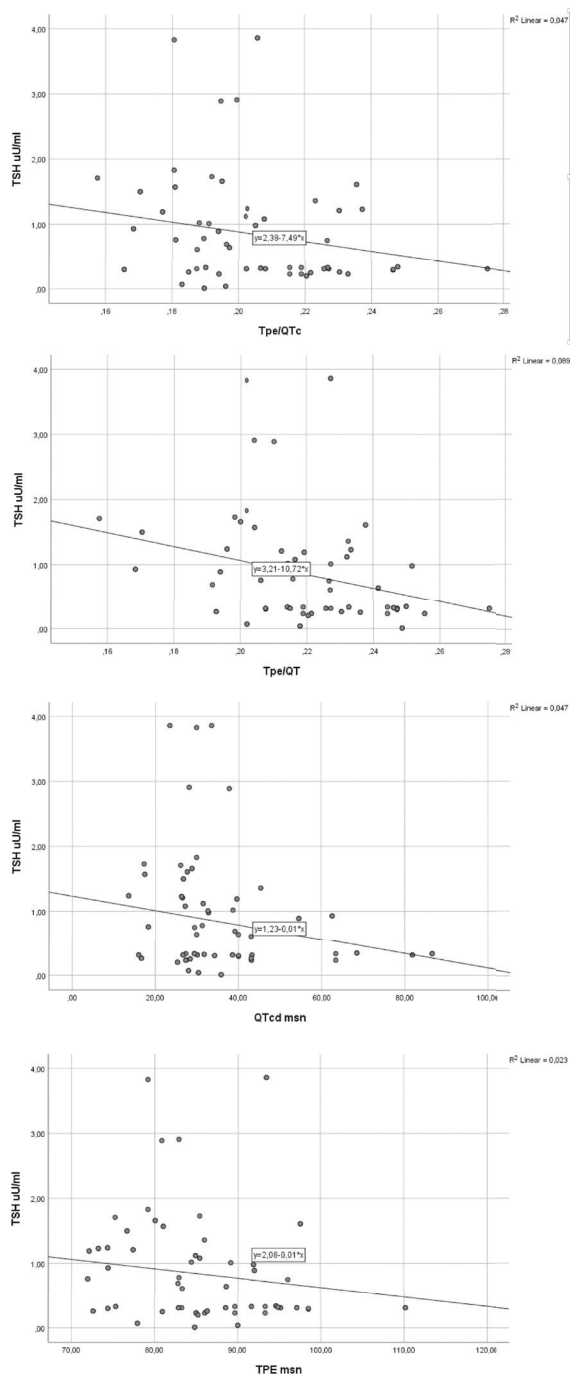 R² Linear = 0,047
4,00
3,00
2,00
1,00
,00
TSH uU/ml
y=2,38-7,49*x
,16 ,18 ,20 ,22 ,24 ,26 ,28
Tpe/QTc
R² Linear = 0,089
4,00
3,00
2,00
1,00
,00
TSH uU/ml
y=3,21-10,72*x
,16 ,18 ,20 ,22 ,24 ,26 ,28
Tpe/QT
R² Linear = 0,047
4,00
3,00
2,00
1,00
,00
TSH uU/ml
y=1,23-0,01*x
,00 20,00 40,00 60,00 80,00 100,0
QTcd msn
R² Linear = 0,023
4,00
3,00
2,00
1,00
,00
TSH uU/ml
y=2,08-0,01*x
70,00 80,00 90,00 100,00 110,00 120,0
TPE msn